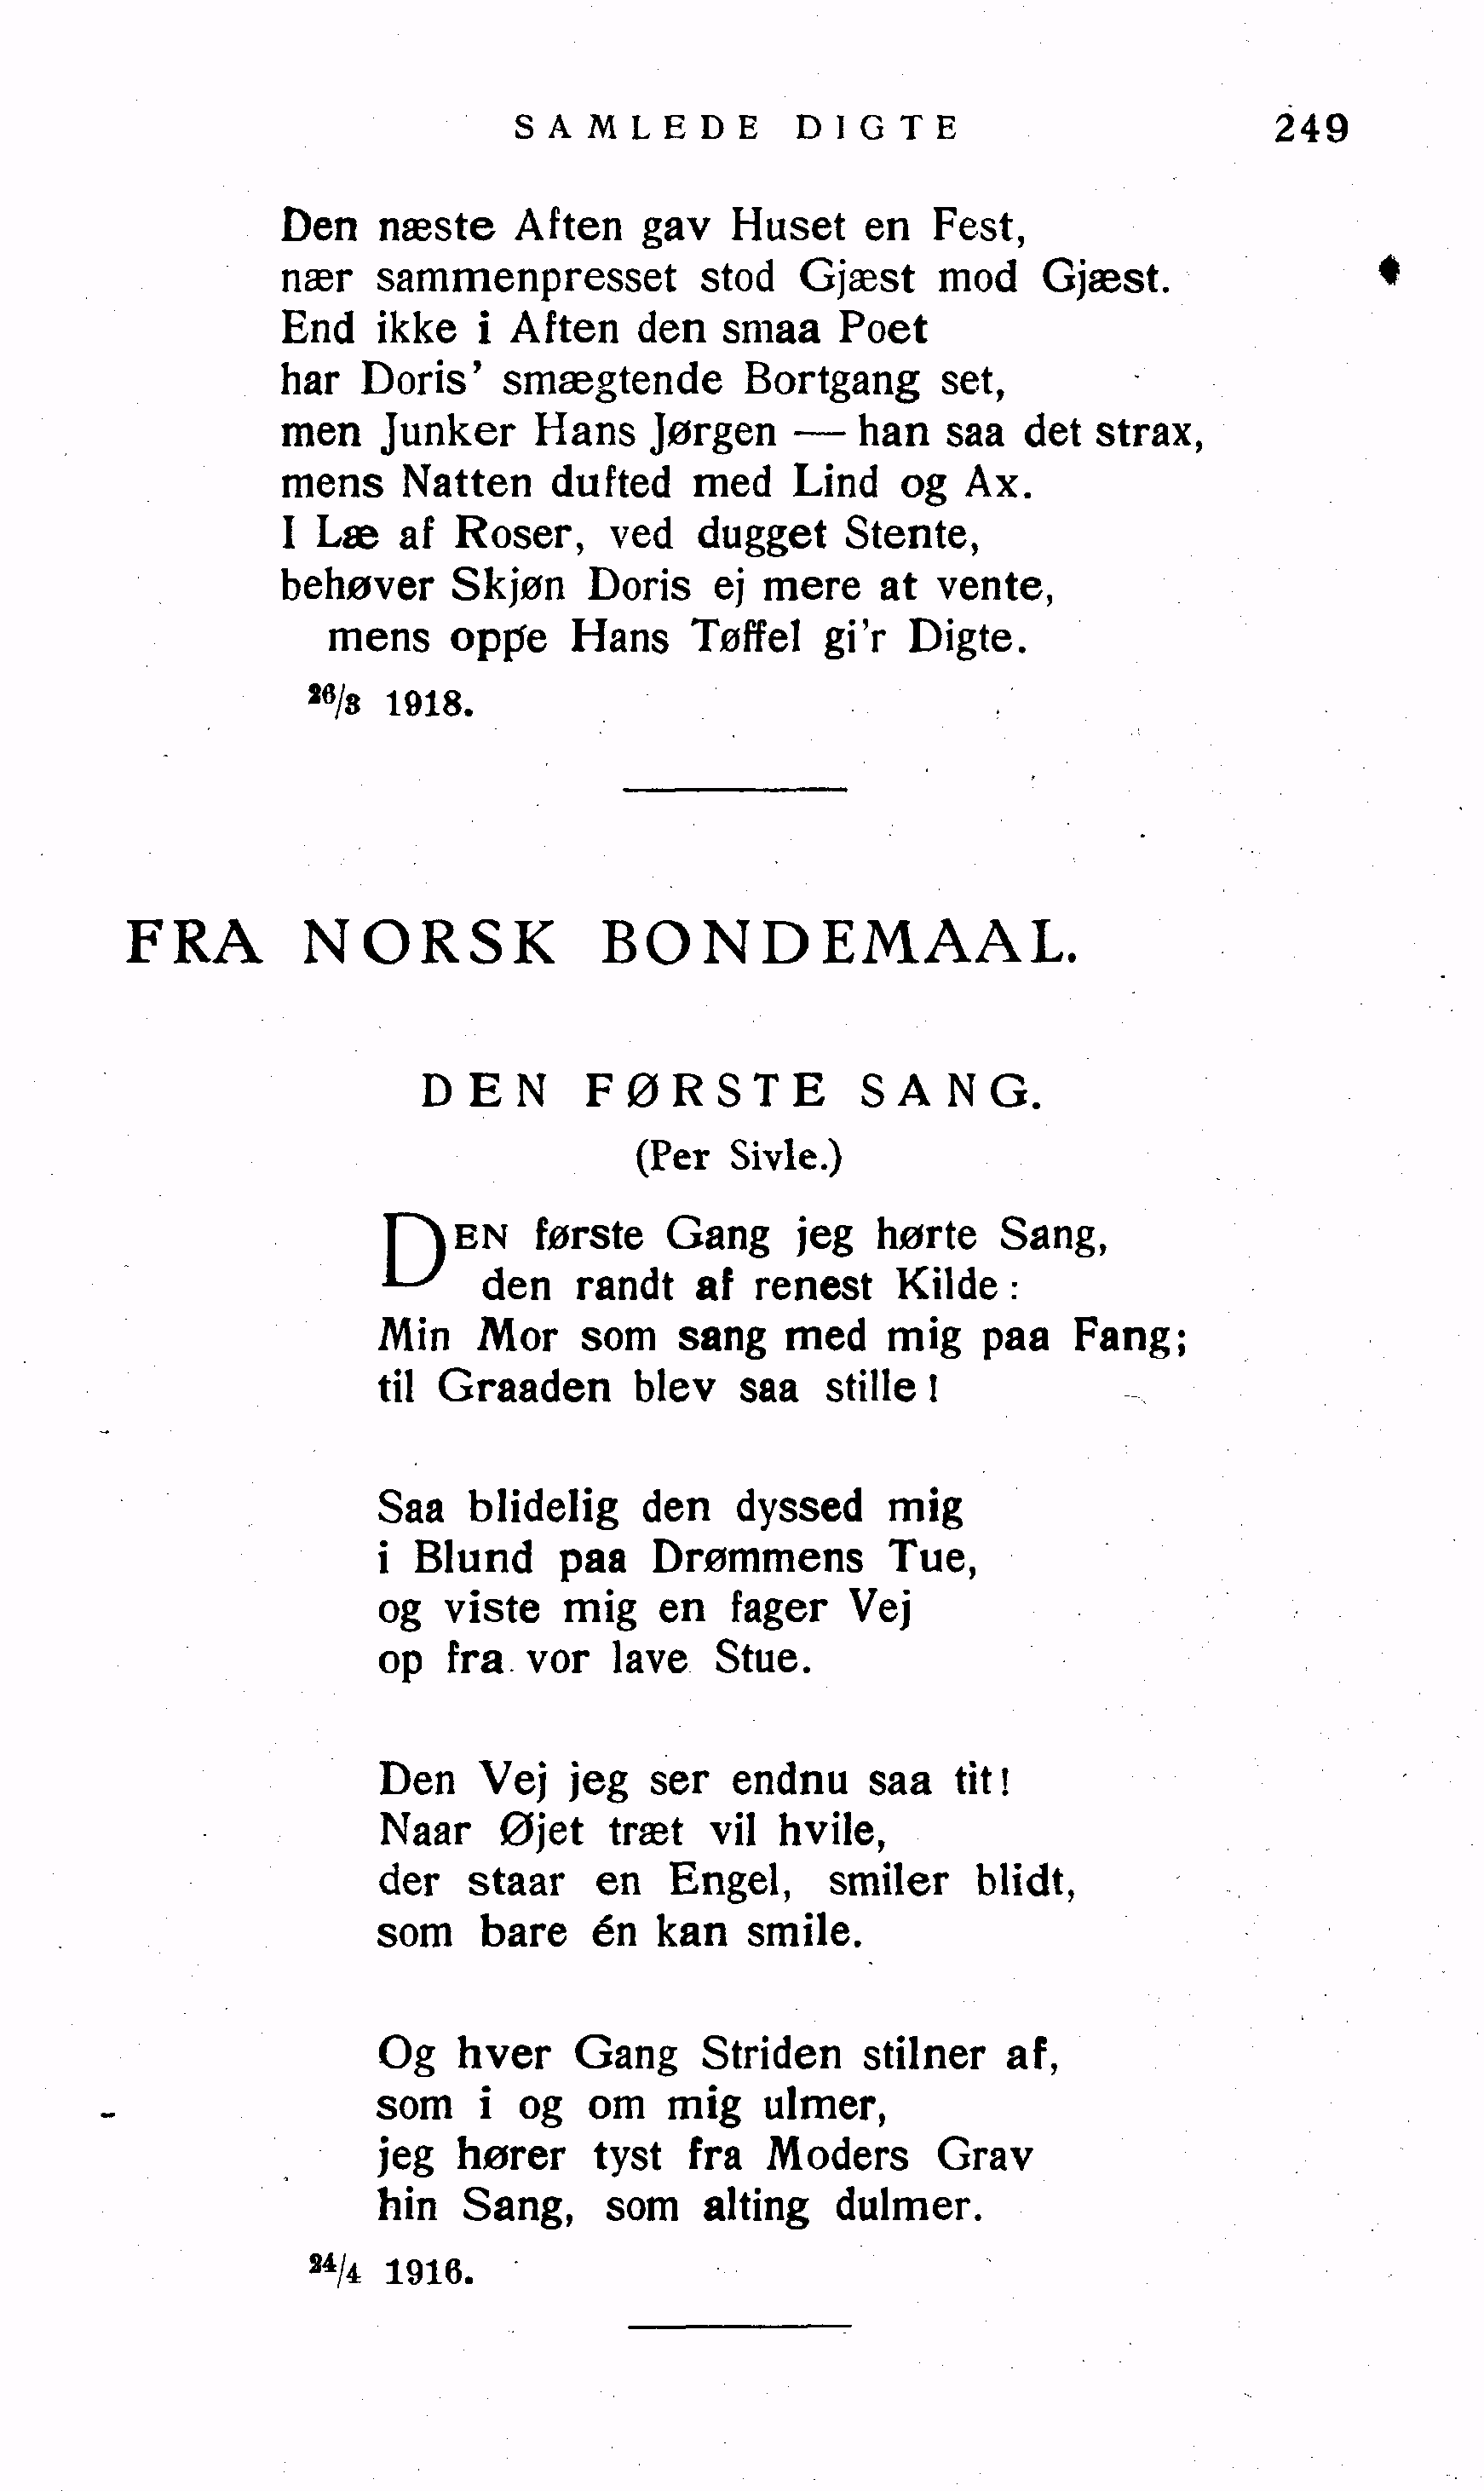 SAMLEDE DIGTE 249
Den næste Aften gav Huset en Fest,
nær sammenpresset stod Gjæst mod Gjæst.
End ikke i Aften den smaa Poet
har Doris' smægtende Bortgang set,
men Junker Hans Jørgen — han saa det strax,
mens Natten dufted med Lind og Ax.
I Læ af Roser, ved dugget Stente,
behøver Skjøn Doris ej mere at vente,
mens oppe Hans Tøffel gi'r Digte.
26/3 1918.
FRA NORSK BONDEMAAL.
DEN FØRSTE SANG.
(Per Sivle.)
DEN første Gang jeg hørte Sang,
den randt af renest Kilde:
Min Mor som sang med mig paa Fang;
til Graaden blev saa stille!
Saa blidelig den dyssed mig
i Blund paa Drømmens Tue,
og viste mig en fager Vej
op fra vor lave Stue.
Den Vej jeg ser endnu saa tit!
Naar Øjet træt vil hvile,
der staar en Engel, smiler blidt,
som bare én kan smile.
Og hver Gang Striden stilner af,
som i og om mig ulmer,
jeg hører tyst fra Moders Grav
hin Sang, som alting dulmer.
24/4 1916.